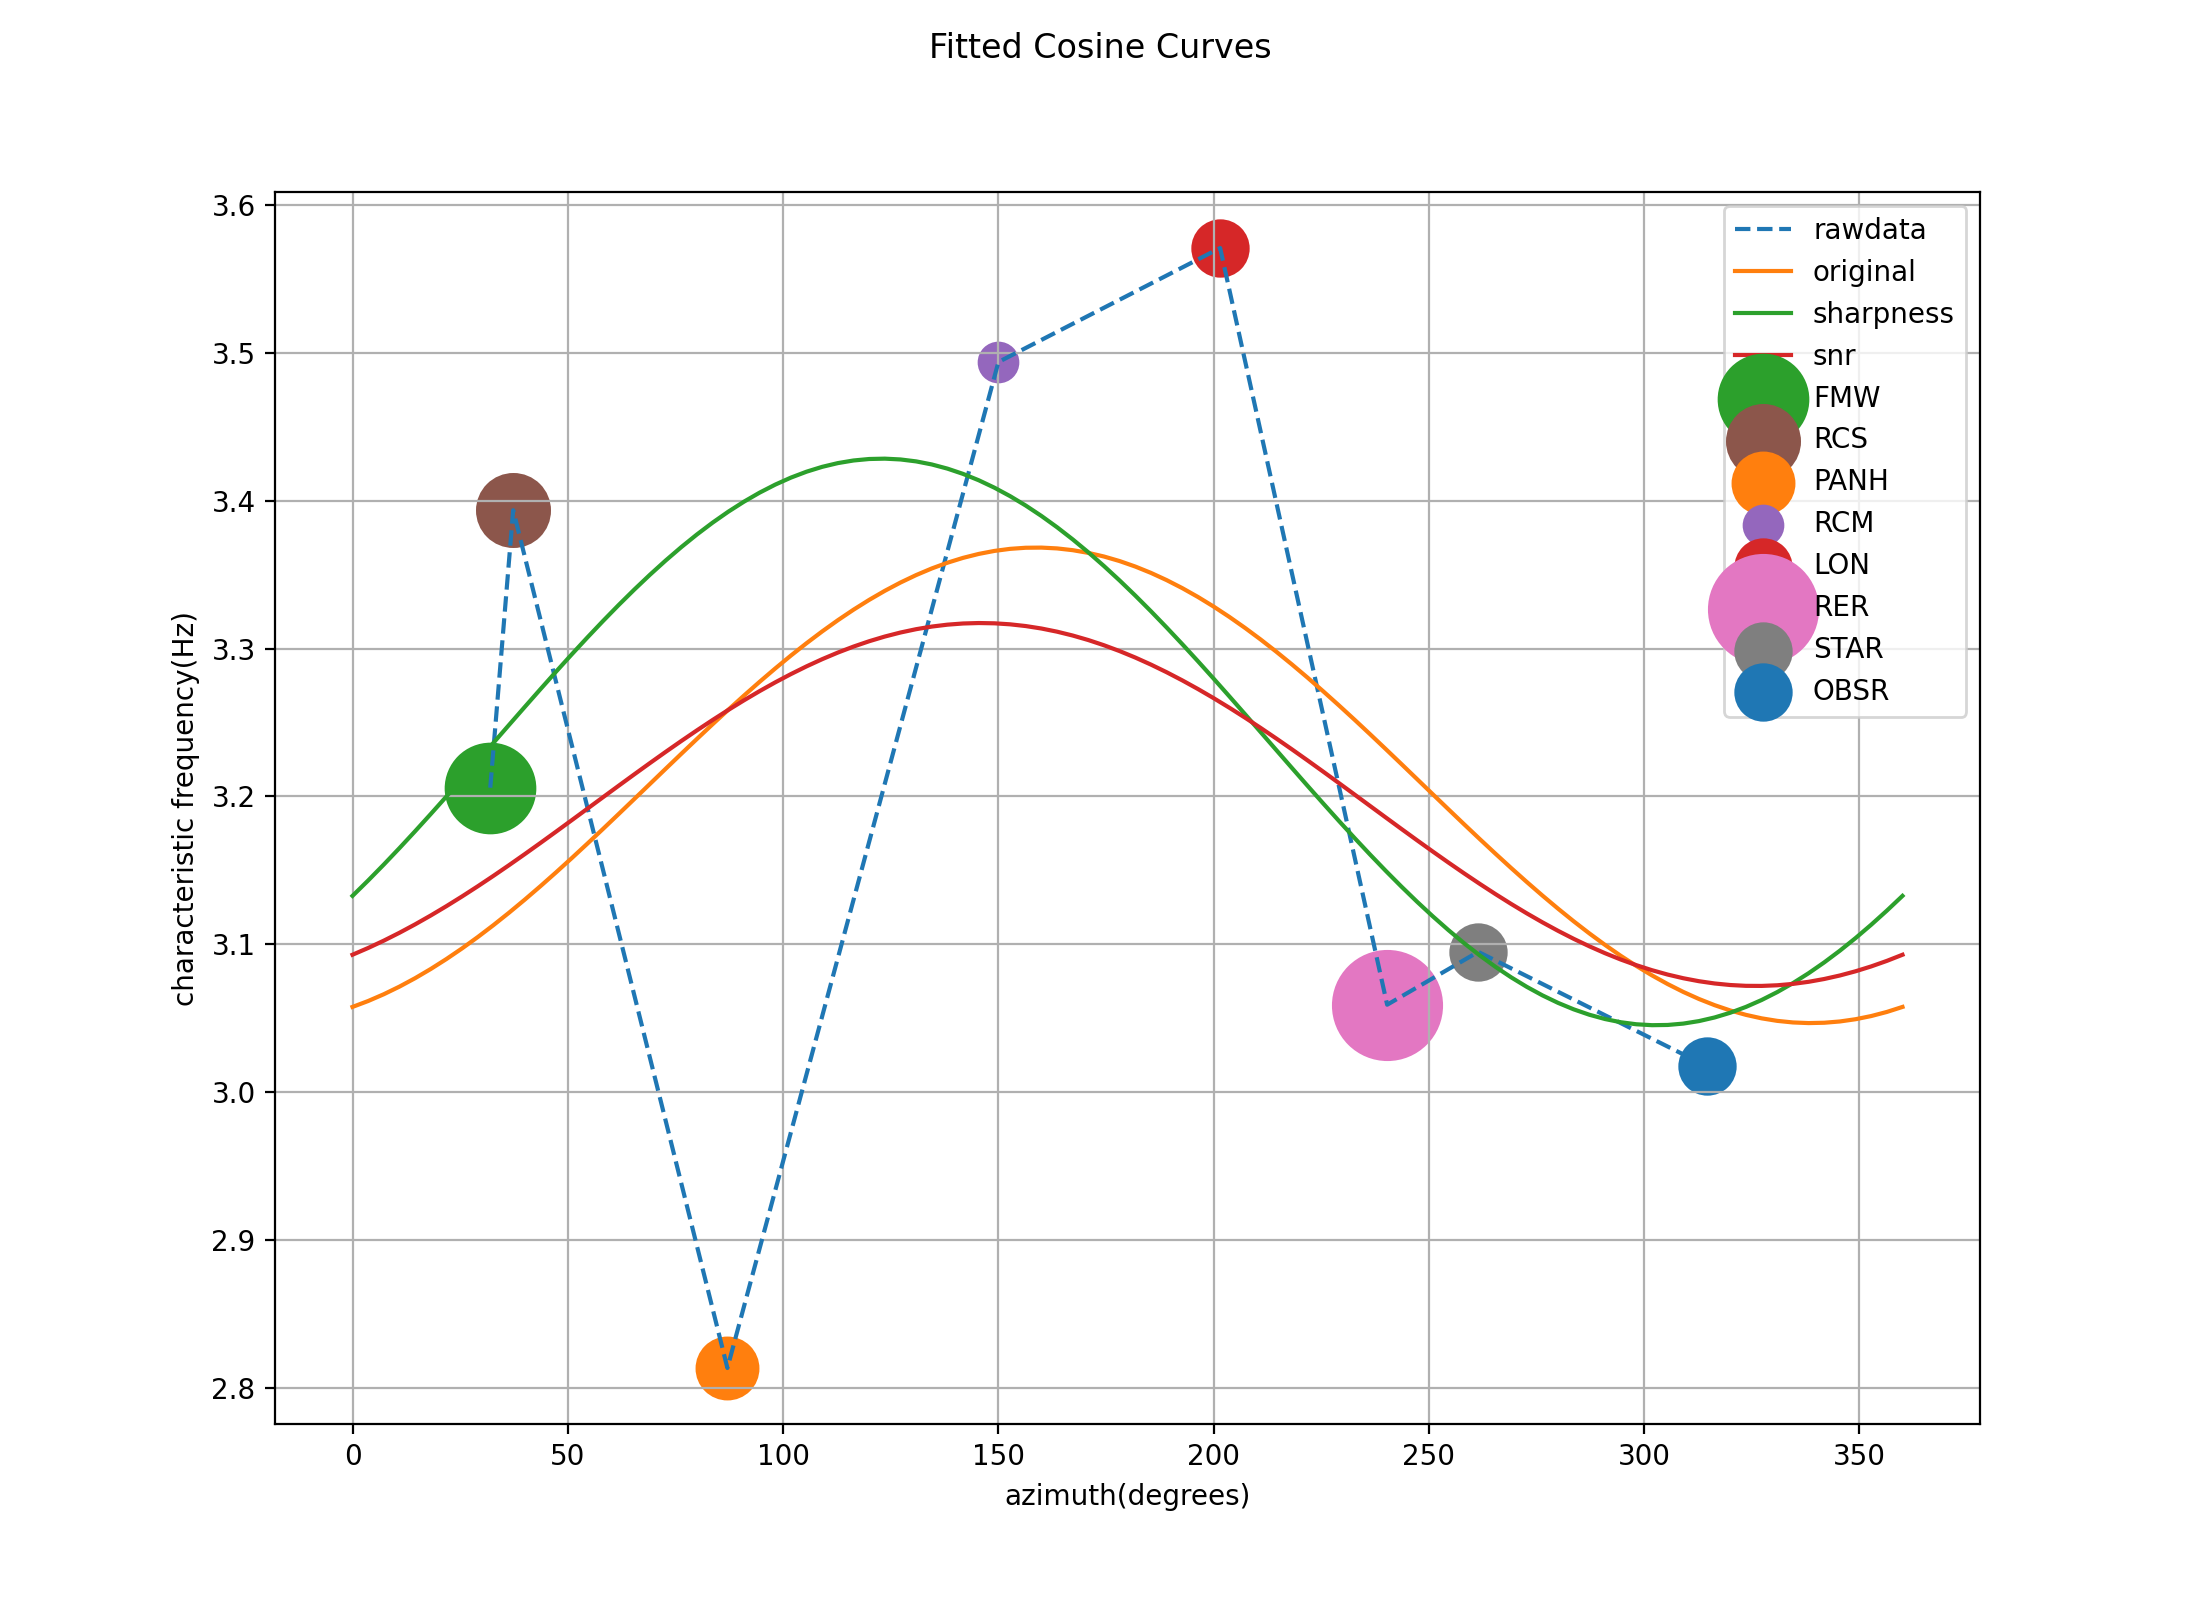 Fitted Cosine Curves
characteristic frequency(Hz)
3.6
3.5
3.4
3.3
3.2
3.1
3.0
2.9
2.8
rawdata
original
sharpness
snr
FMW
RCS
PANH
RCM
LON
RER
STAR
OBSR
0 50 100 150 200 250 300 350
azimuth(degrees)